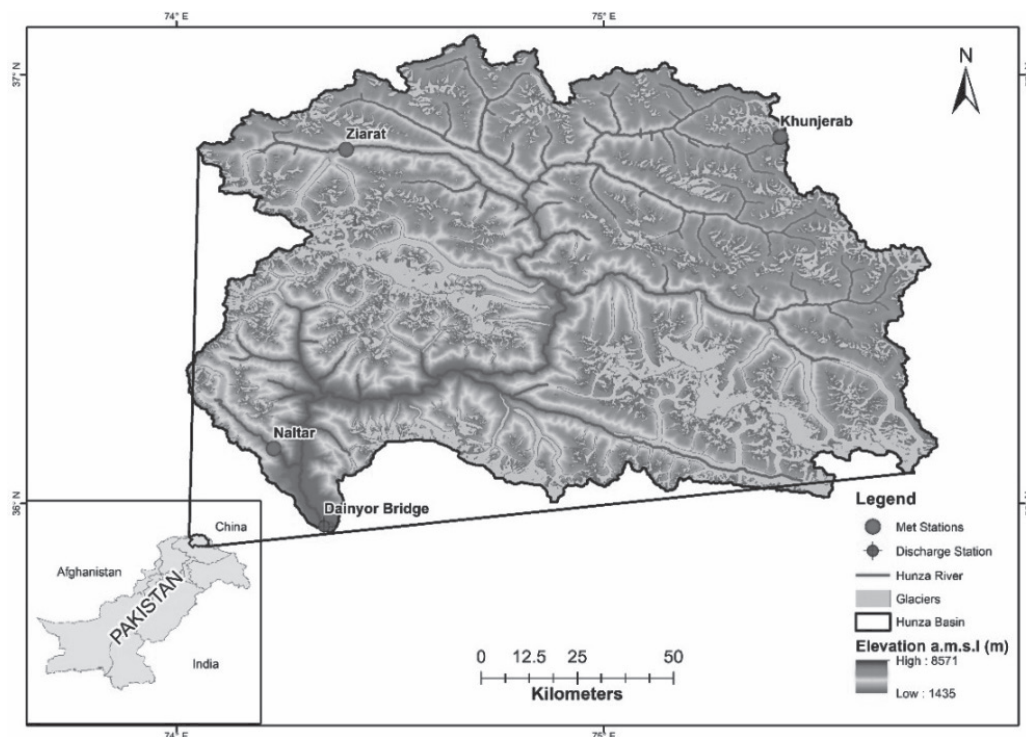 74° E
75° E
37° N
N
Khunjerab
Ziarat
Naltar
Dainyor Bridge
36° N
China
Afghanistan
PAKISTAN
India
Legend
Met Stations
Discharge Station
Hunza River
Glaciers
Hunza Basin
Elevation a.m.s.l (m)
High : 8571
Low : 1435
0 12.5 25 50
Kilometers
74° E
75° E